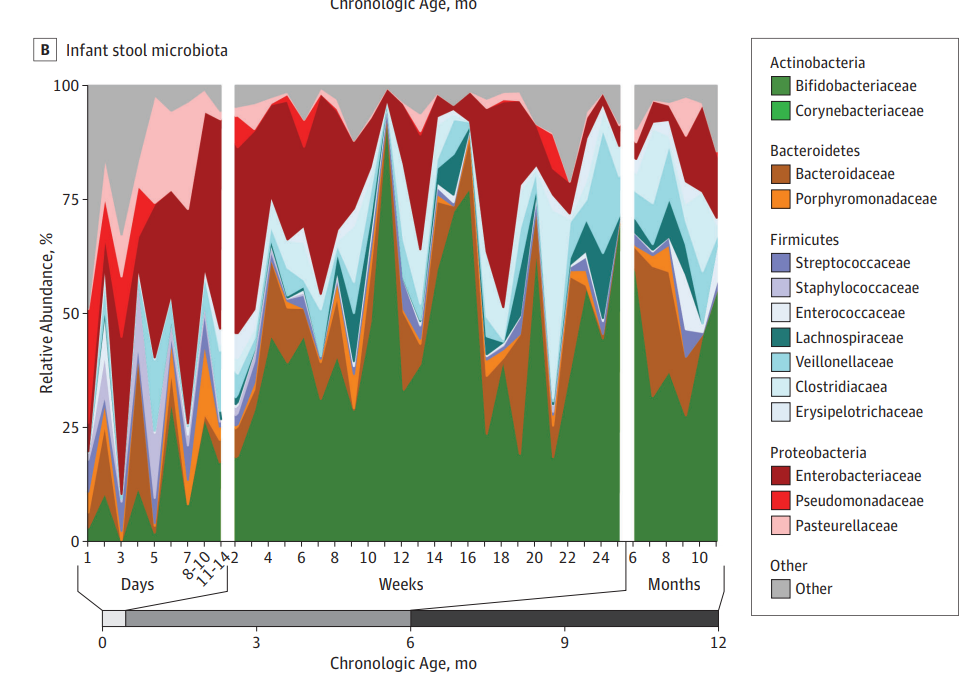 Chronologic Age, mo
B Infant stool microbiota
100
75
50
25
0
Relative Abundance, %
1 3 5 7 8-10 11-14
2 4 6 8 10 12 14 16 18 20 22 24
6 8 10
Days Weeks Months
0 3 6 9 12
Chronologic Age, mo
Actinobacteria
Bifidobacteriaceae
Corynebacteriaceae
Bacteroidetes
Bacteroidaceae
Porphyromonadaceae
Firmicutes
Streptococcaceae
Staphylococcaceae
Enterococcaceae
Lachnospiraceae
Veillonellaceae
Clostridiacaea
Erysipelotrichaceae
Proteobacteria
Enterobacteriaceae
Pseudomonadaceae
Pasteurellaceae
Other
Other